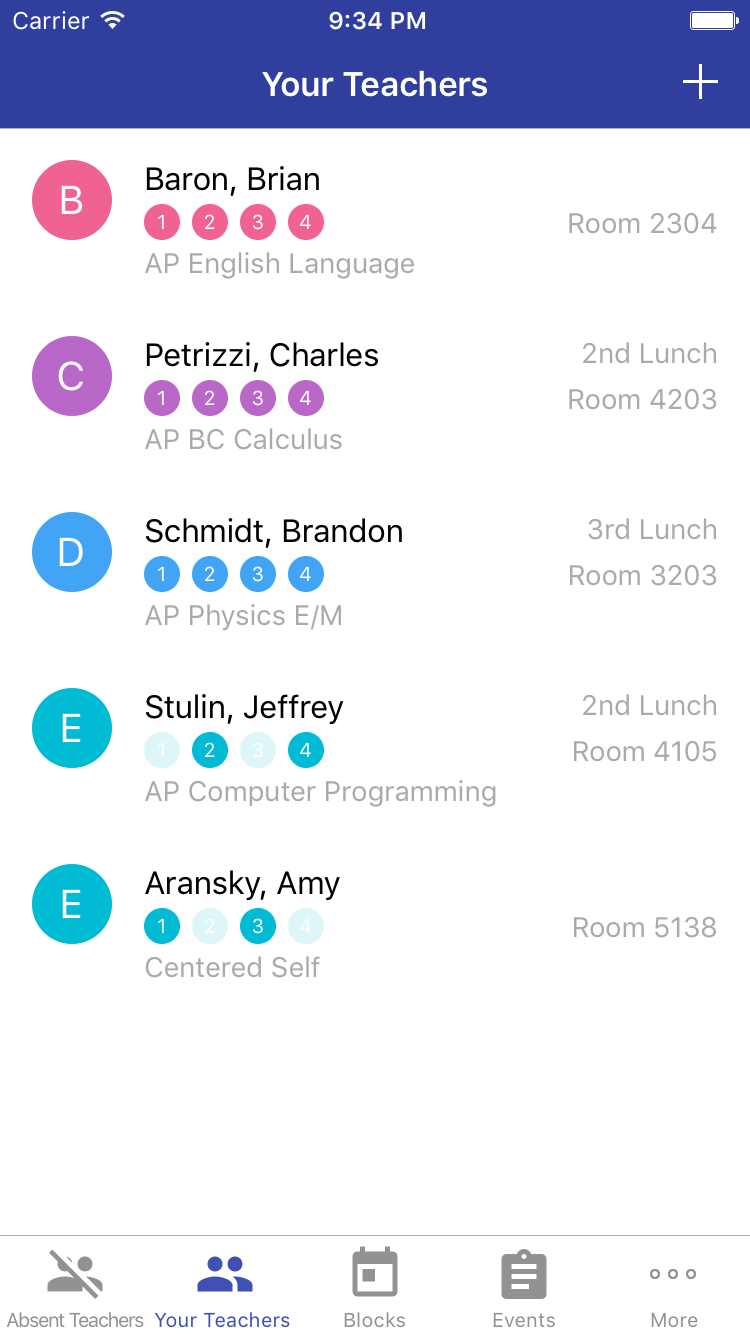 Carrier 9:34 PM
Your Teachers
B
Baron, Brian
1 2 3 4
Room 2304
AP English Language
C
Petrizzi, Charles
2nd Lunch
1 2 3 4
Room 4203
AP BC Calculus
D
Schmidt, Brandon
3rd Lunch
1 2 3 4
Room 3203
AP Physics E/M
E
Stulin, Jeffrey
2nd Lunch
1 2 3 4
Room 4105
AP Computer Programming
E
Aransky, Amy
1 2 3 4
Room 5138
Centered Self
Absent Teachers Your Teachers Blocks Events More